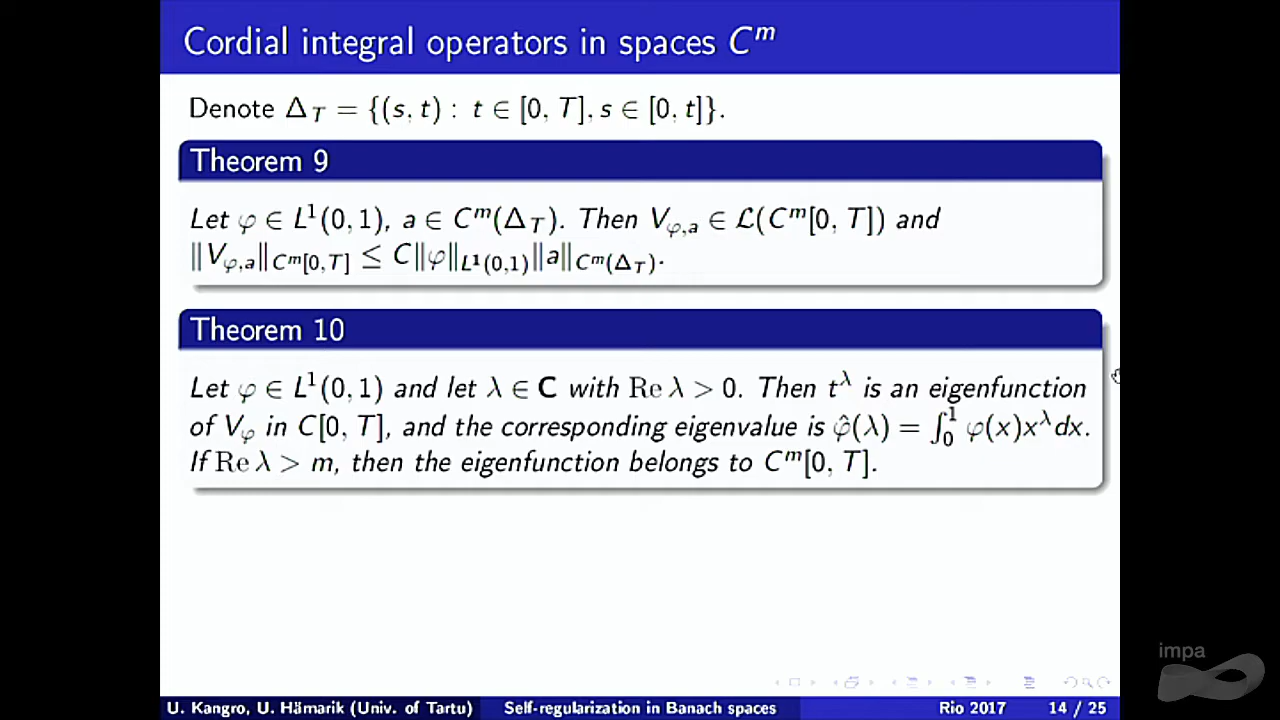 Cordial integral operators in spaces C^m
Denote Δ_T = {(s, t) : t ∈ [0, T], s ∈ [0, t]}.
Theorem 9
Let φ ∈ L^1(0, 1), a ∈ C^m(Δ_T). Then V_{φ,a} ∈ ℒ(C^m[0, T]) and
‖V_{φ,a}‖_{C^m[0,T]} ≤ C‖φ‖_{L^1(0,1)}‖a‖_{C^m(Δ_T)}.
Theorem 10
Let φ ∈ L^1(0, 1) and let λ ∈ C with Re λ > 0. Then t^λ is an eigenfunction
of V_φ in C[0, T], and the corresponding eigenvalue is φ̂(λ) = ∫_0^1 φ(x)x^λ dx.
If Re λ > m, then the eigenfunction belongs to C^m[0, T].
impa
U. Kangro, U. Hämarik (Univ. of Tartu) Self-regularization in Banach spaces Rio 2017 14 / 25